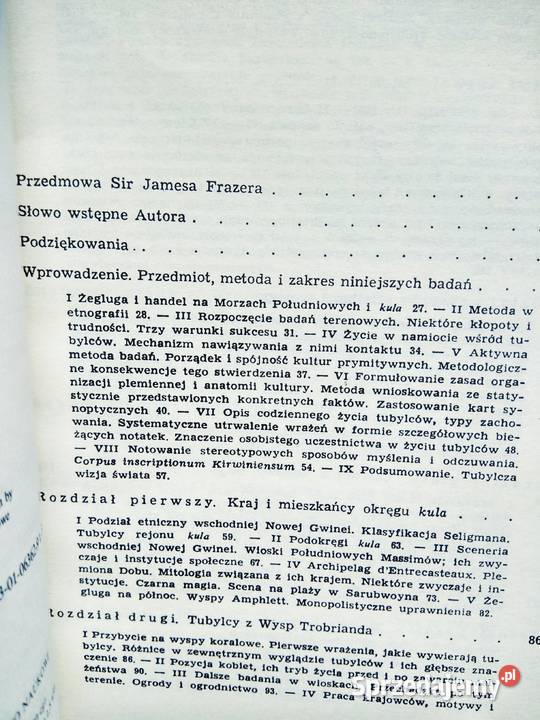 Przedmowa Sir Jamesa Frazera . . . . . . . .
Słowo wstępne Autora . . . . . . . . . .
Podziękowania . . . . . . . . . . . .
Wprowadzenie. Przedmiot, metoda i zakres niniejszych badań . . .
I Żegluga i handel na Morzach Południowych i kula 27. — II Metoda w
etnografii 28. — III Rozpoczęcie badań terenowych. Niektóre kłopoty i
trudności. Trzy warunki sukcesu 31. — IV Życie w namiocie wśród tu-
bylców. Mechanizm nawiązywania z nimi kontaktu 34. — V Aktywna
metoda badań. Porządek i spójność kultur prymitywnych. Metodologicz-
ne konsekwencje tego stwierdzenia 37. — VI Formułowanie zasad orga-
nizacji plemiennej i anatomii kultury. Metoda wnioskowania ze staty-
stycznie przedstawionych konkretnych faktów. Zastosowanie kart sy-
noptycznych 40. — VII Opis codziennego życia tubylców, typy zacho-
wania. Systematyczne utrwalanie wrażeń w formie szczegółowych bie-
żących notatek. Znaczenie osobistego uczestnictwa w życiu tubylców 48.
— VIII Notowanie stereotypowych sposobów myślenia i odczuwania.
Corpus inscriptionum Kirwiniensum 54. — IX Podsumowanie. Tubylcza
wizja świata 57.
Rozdział pierwszy. Kraj i mieszkańcy okręgu kula . . .
I Podział etniczny wschodniej Nowej Gwinei. Klasyfikacja Seligmana.
Tubylcy rejonu kula 59. — II Podokręgi kula 63. — III Sceneria
wschodniej Nowej Gwinei. Wioski Południowych Massimów; ich zwy-
czaje i instytucje społeczne 67. — IV Archipelag d'Entrecasteaux. Ple-
miona Dobu. Mitologia związana z ich krajem. Niektóre zwyczaje i in-
stytucje. Czarna magia. Scena na plaży w Sarubwoyna 73. — V Że-
gluga na północ. Wyspy Amphlett. Monopolistyczne uprawnienia 82.
Rozdział drugi. Tubylcy z Wysp Trobrianda . . . . . 86
I Przybycie na wyspy koralowe. Pierwsze wrażenia, jakie wywierają tu-
bylcy. Różnice w zewnętrznym wyglądzie tubylców i ich głębsze zna-
czenie 86. — II Pozycja kobiet, ich tryb życia przed i po
żeństwa 90. — III Dalsze badania w wioskach.
terenie. Ogrody i ogrodnictwo 93. — IV Praca krajowców, motywy i
Sprzedajemy.pl